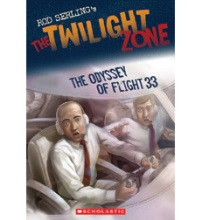 ROD SERLING's
THE TWILIGHT
ZONE
THE ODYSSEY
OF FLIGHT 33
SCHOLASTIC